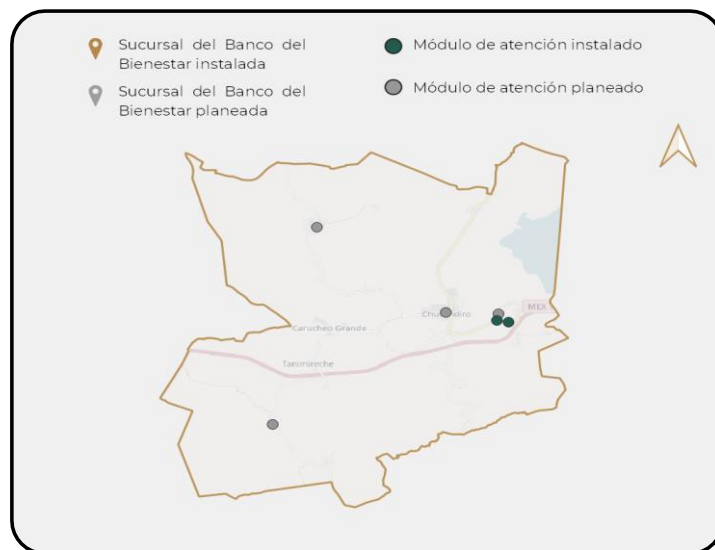 Sucursal del Banco del
Bienestar instalada
Sucursal del Banco del
Bienestar planeada
Módulo de atención instalado
Módulo de atención planeado
MEX
Carucheo Grande